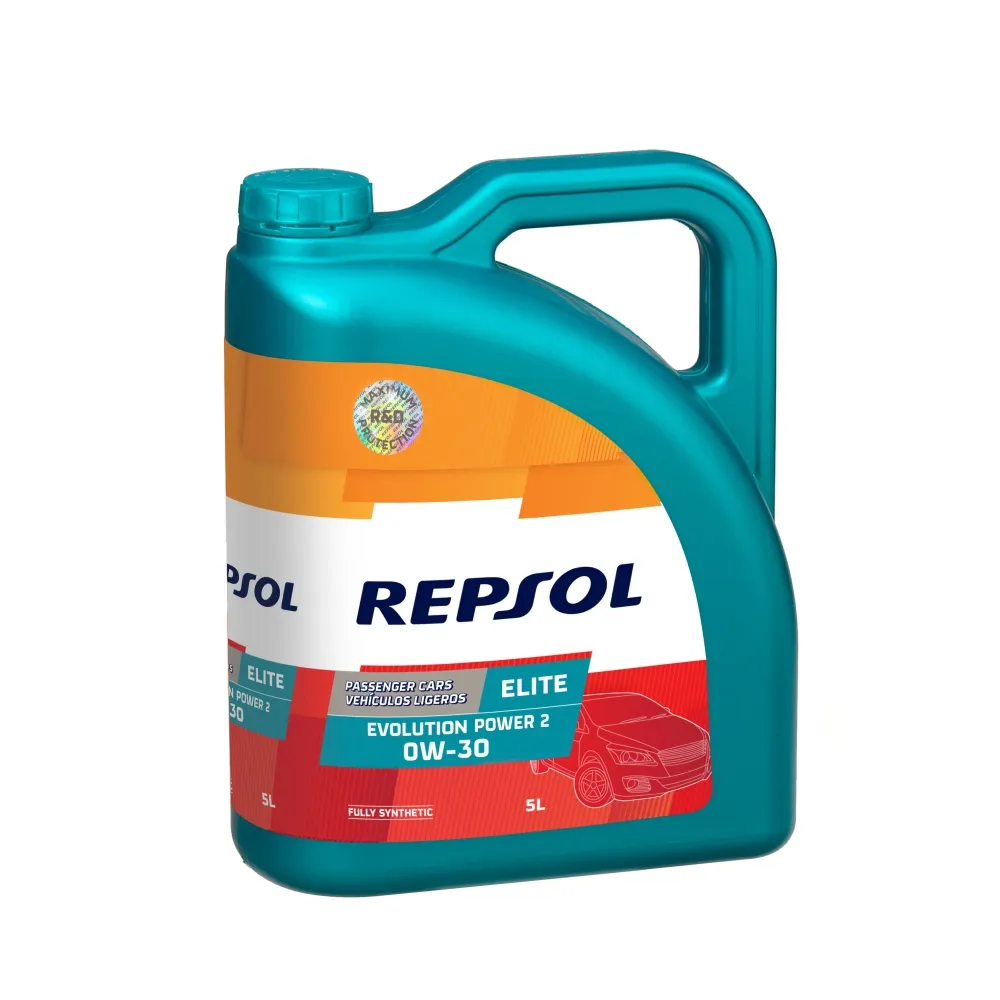 MAXIMUM
R&D
PROTECTION
REPSOL
PASSENGER CARS
VEHÍCULOS LIGEROS
ELITE
EVOLUTION POWER 2
0W-30
FULLY SYNTHETIC
5L
PSOL
ELITE
POWER 2
30
5L